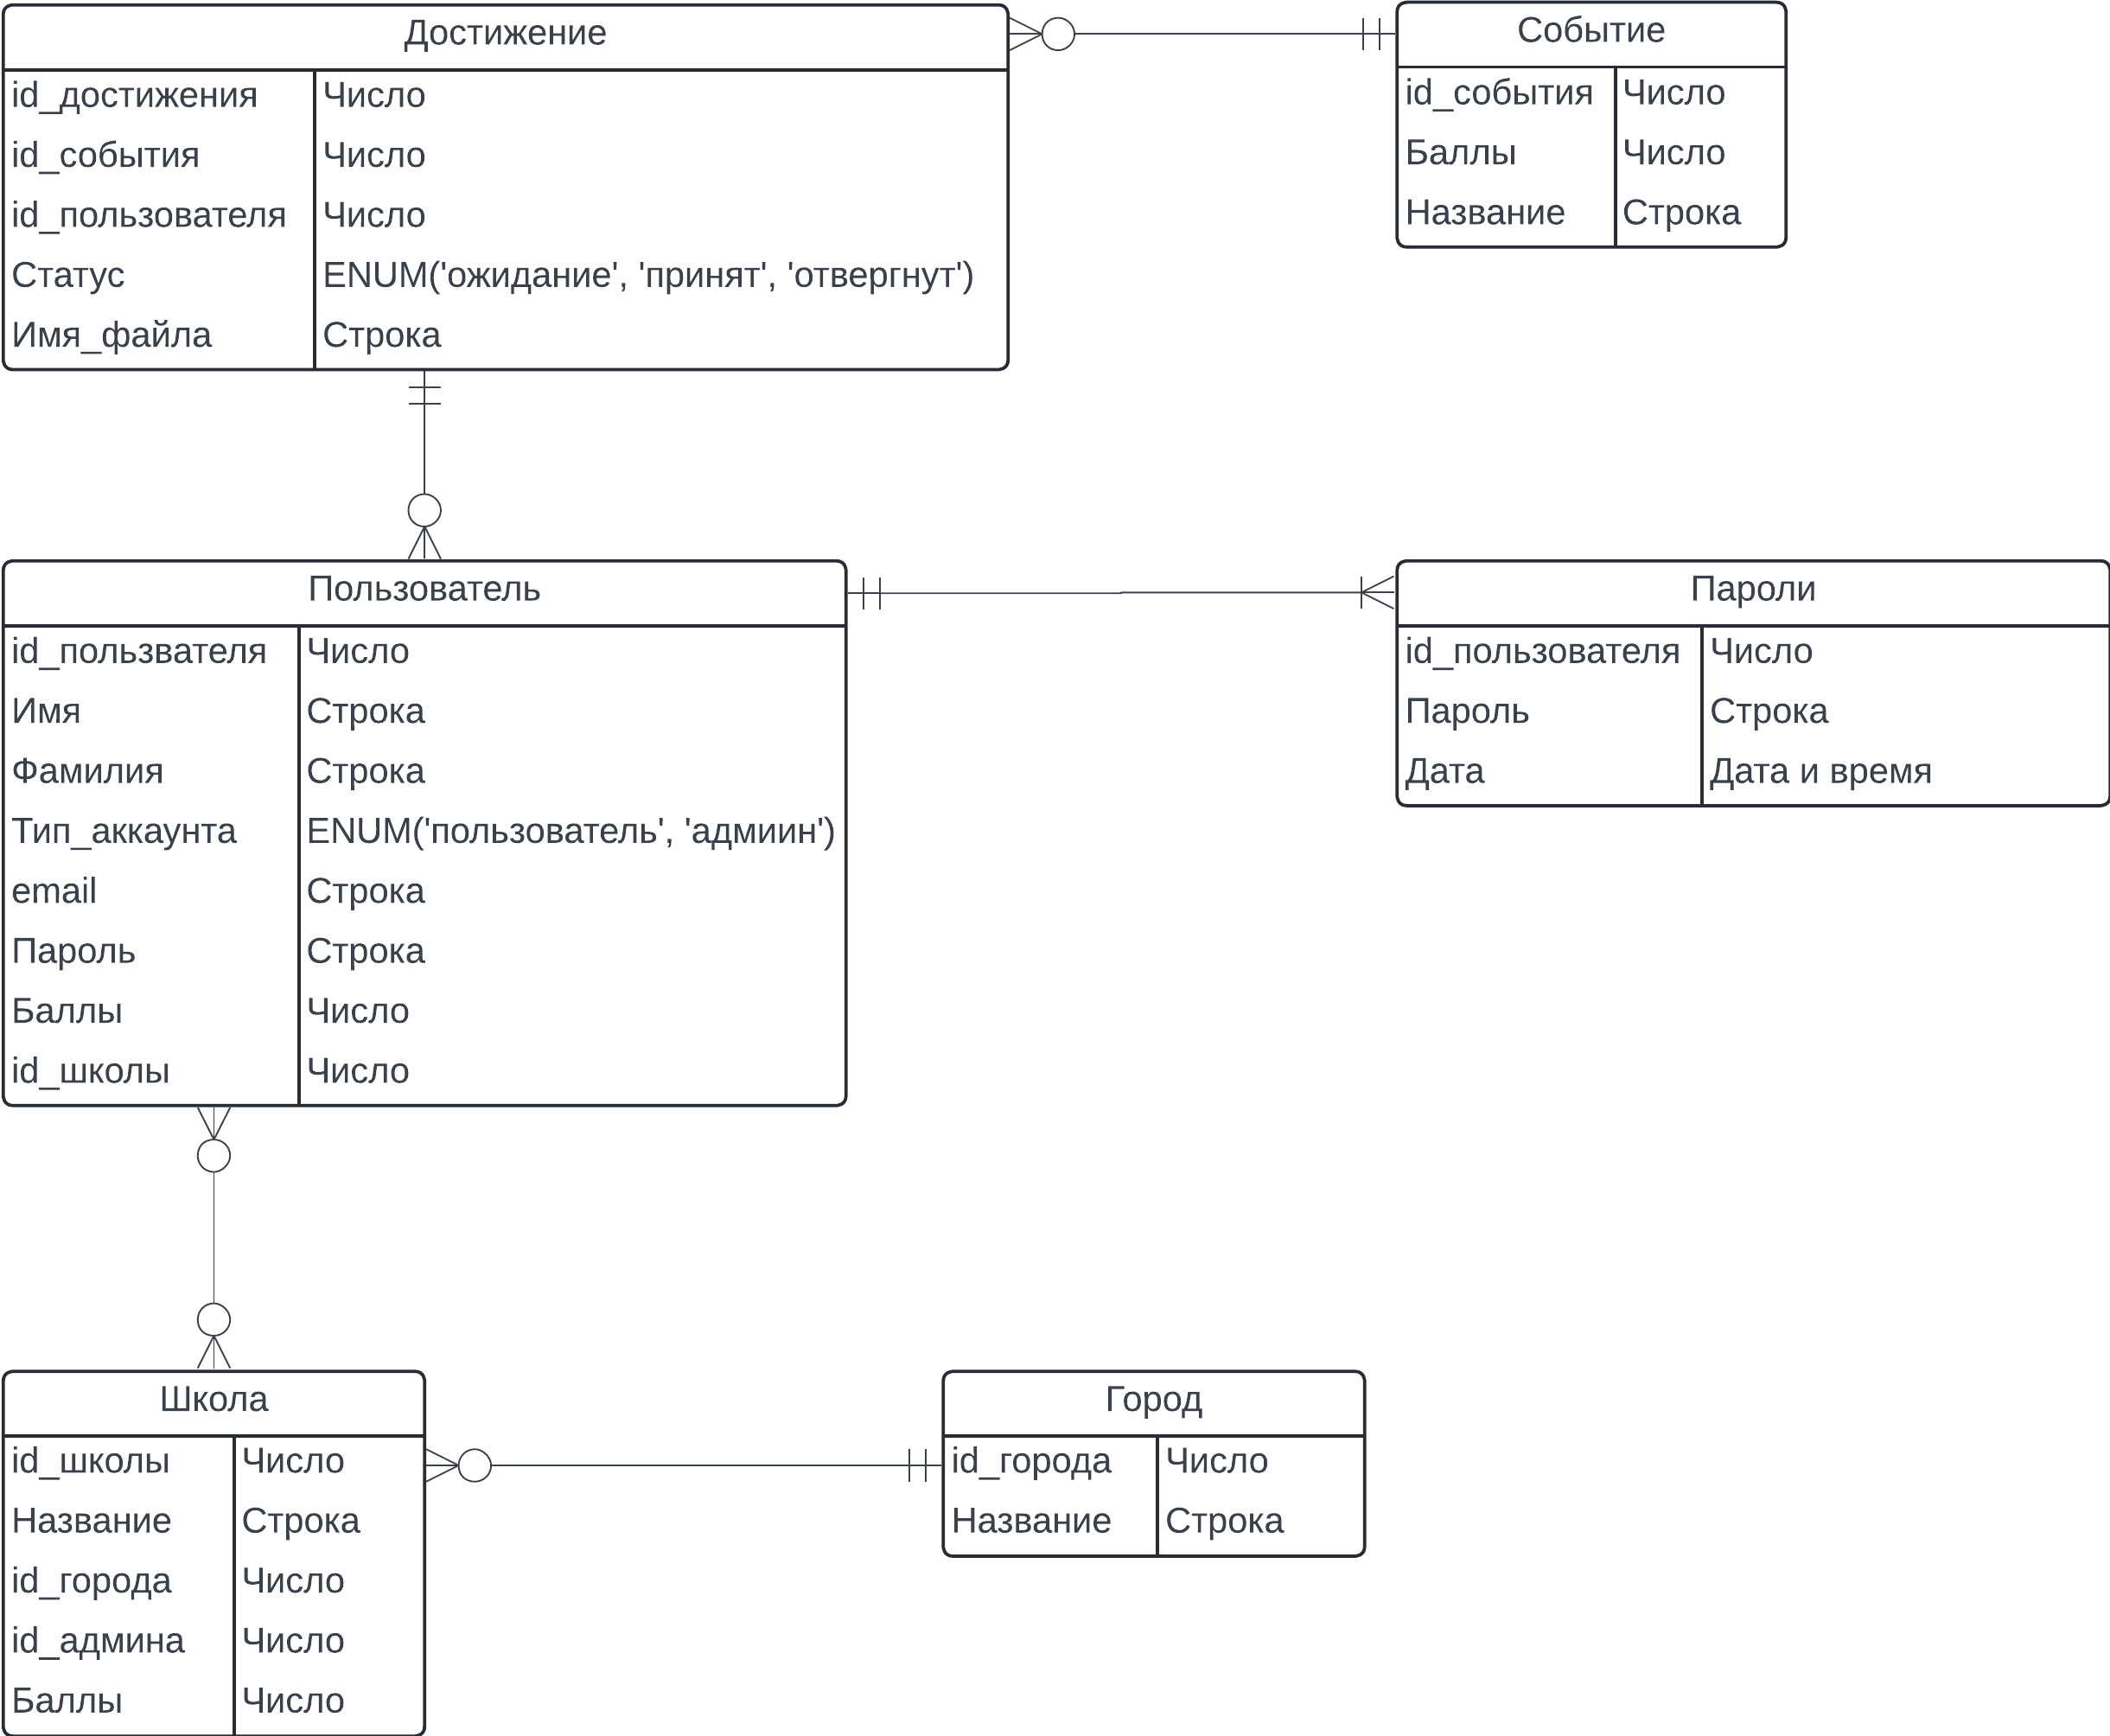 Достижение
id_достижения Число
id_события Число
id_пользователя Число
Статус ENUM('ожидание', 'принят', 'отвергнут')
Имя_файла Строка
Событие
id_события Число
Баллы Число
Название Строка
Пользователь
id_пользвателя Число
Имя Строка
Фамилия Строка
Тип_аккаунта ENUM('пользователь', 'адмиин')
email Строка
Пароль Строка
Баллы Число
id_школы Число
Пароли
id_пользователя Число
Пароль Строка
Дата Дата и время
Школа
id_школы Число
Название Строка
id_города Число
id_админа Число
Баллы Число
Город
id_города Число
Название Строка